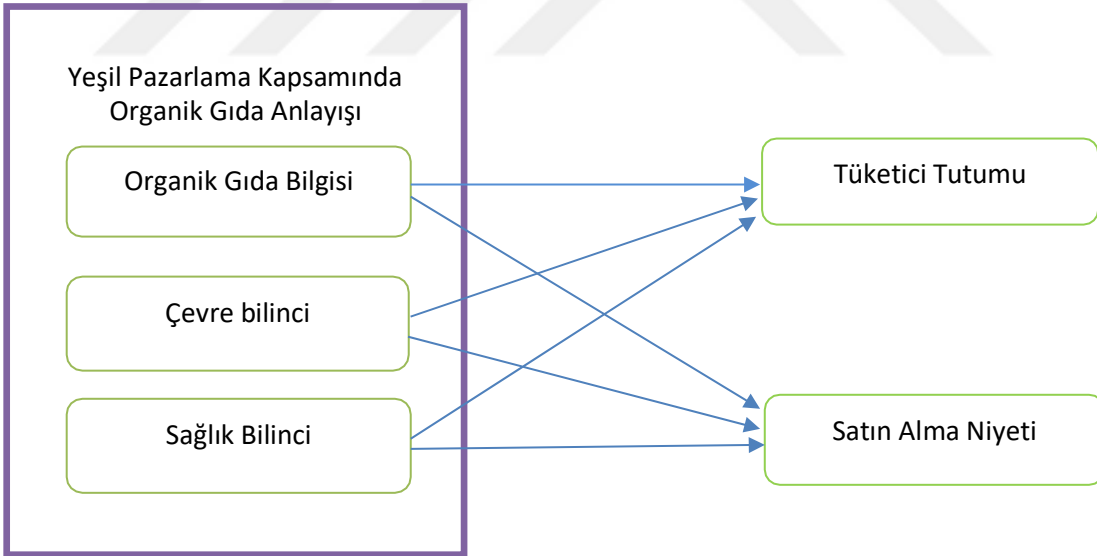 Yeşil Pazarlama Kapsamında
Organik Gıda Anlayışı
Organik Gıda Bilgisi
Tüketici Tutumu
Çevre bilinci
Sağlık Bilinci
Satın Alma Niyeti